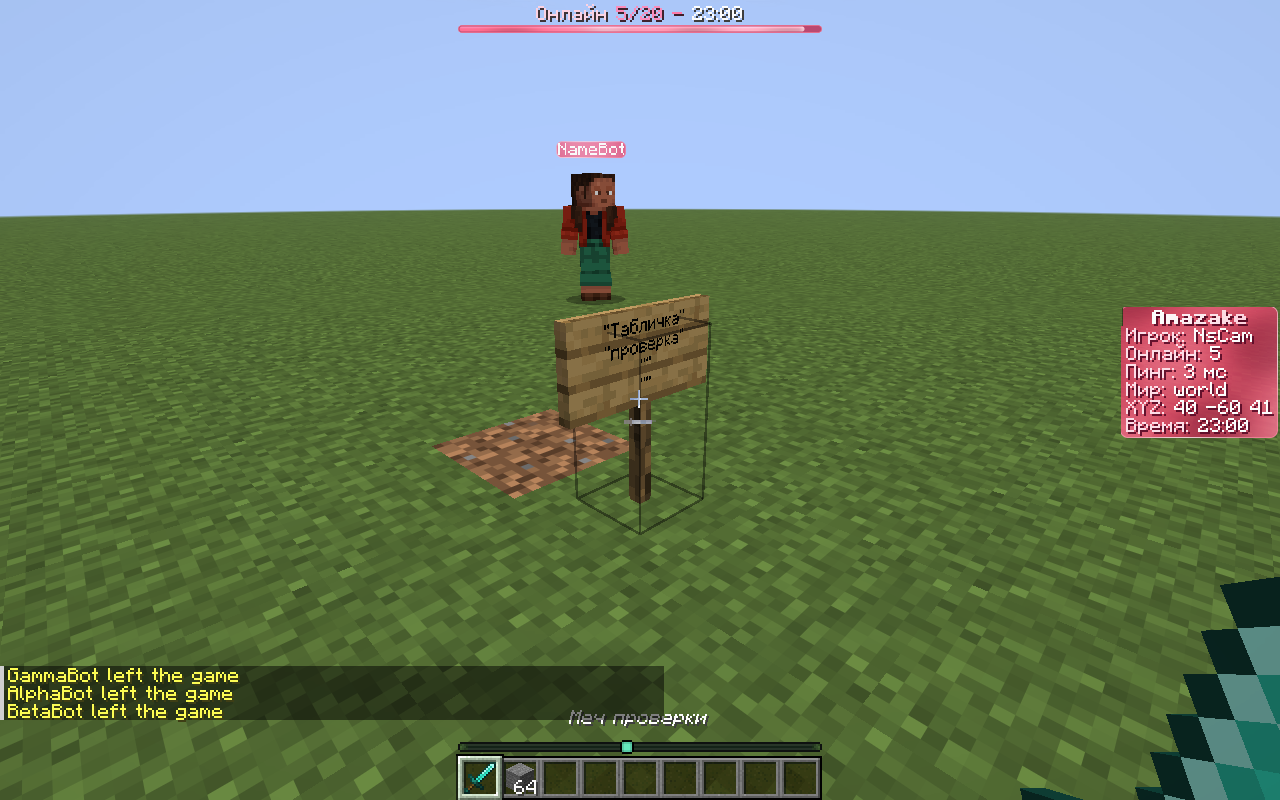 Онлайн 5/20 - 23:00
NameBot
"Табличка"
"проверка"
""
""
Amazake
Игрок: NsCam
Онлайн: 5
Пинг: 3 мс
Мир: world
XYZ: 40 -60 41
Время: 23:00
GammaBot left the game
AlphaBot left the game
BetaBot left the game
Меч проверки
64